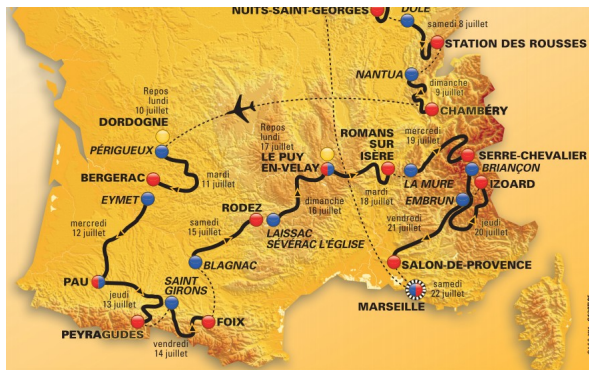 NUITS-SAINT-GEORGES
DOLE
samedi 8 juillet
STATION DES ROUSSES
NANTUA
dimanche
9 juillet
CHAMBÉRY
Repos
lundi
10 juillet
DORDOGNE
PÉRIGUEUX
BERGERAC
mardi
11 juillet
EYMET
mercredi
12 juillet
PAU
jeudi
13 juillet
SAINT
GIRONS
PEYRAGUDES
FOIX
vendredi
14 juillet
BLAGNAC
samedi
15 juillet
RODEZ
LAISSAC
SÉVÉRAC L'ÉGLISE
dimanche
16 juillet
Repos
lundi
17 juillet
LE PUY
EN-VELAY
ROMANS
SUR
ISÈRE
mardi
18 juillet
mercredi
19 juillet
LA MURE
SERRE-CHEVALIER
BRIANÇON
IZOARD
EMBRUN
jeudi
20 juillet
vendredi
21 juillet
SALON-DE-PROVENCE
MARSEILLE
samedi
22 juillet